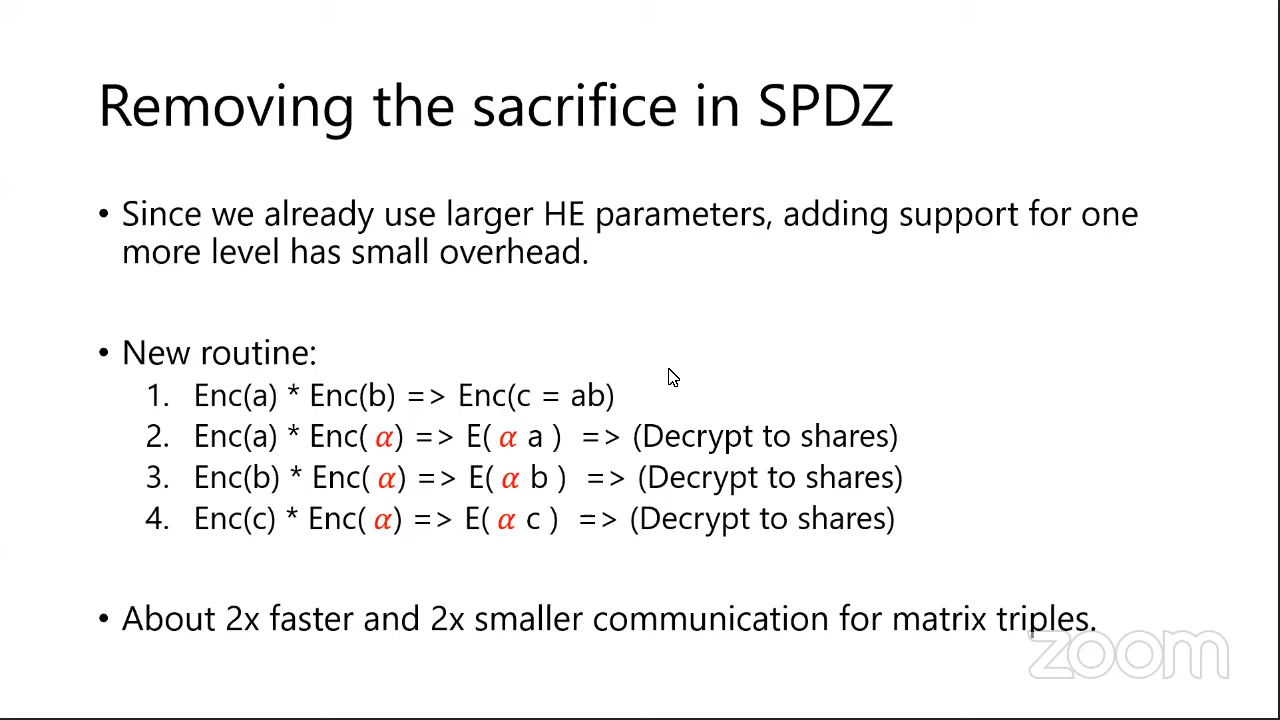 Removing the sacrifice in SPDZ
• Since we already use larger HE parameters, adding support for one
more level has small overhead.
• New routine:
1. Enc(a) * Enc(b) => Enc(c = ab)
2. Enc(a) * Enc( α) => E( α a ) => (Decrypt to shares)
3. Enc(b) * Enc( α) => E( α b ) => (Decrypt to shares)
4. Enc(c) * Enc( α) => E( α c ) => (Decrypt to shares)
• About 2x faster and 2x smaller communication for matrix triples.
zoom